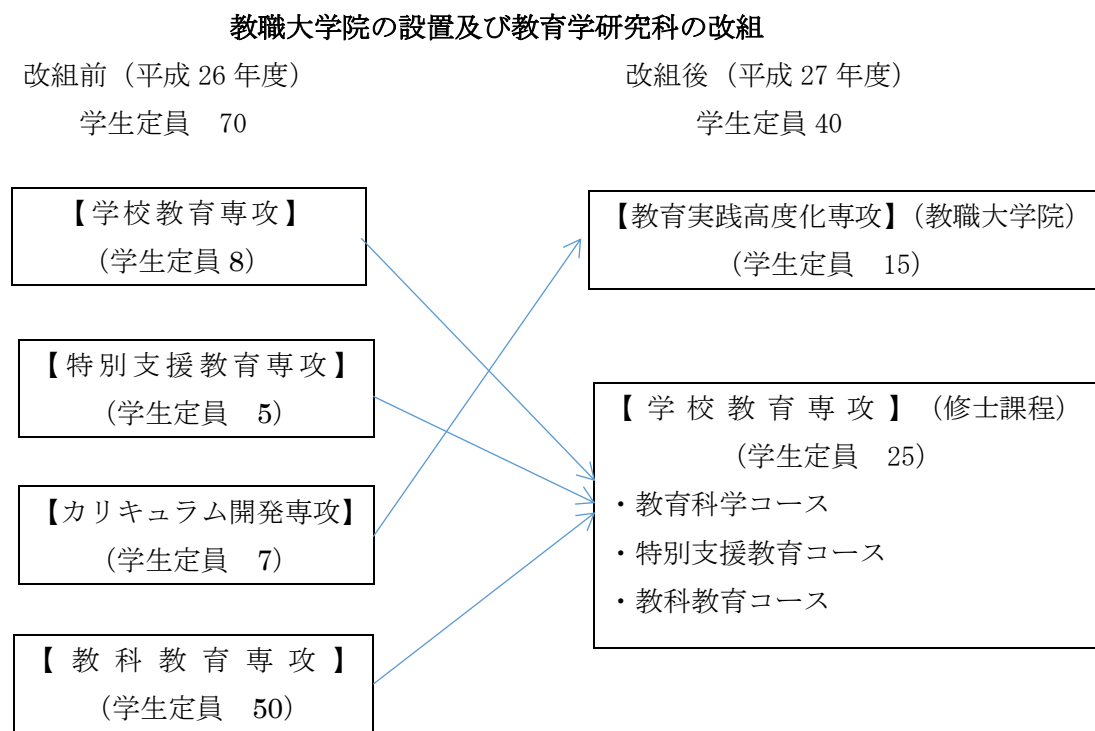 教職大学院の設置及び教育学研究科の改組
改組前（平成 26 年度）
学生定員　70
改組後（平成 27 年度）
学生定員 40
【学校教育専攻】
（学生定員 8）
【特別支援教育専攻】
（学生定員　5）
【カリキュラム開発専攻】
（学生定員　7）
【教科教育専攻】
（学生定員　50）
【教育実践高度化専攻】（教職大学院）
（学生定員　15）
【学校教育専攻】（修士課程）
（学生定員　25）
・教育科学コース
・特別支援教育コース
・教科教育コース